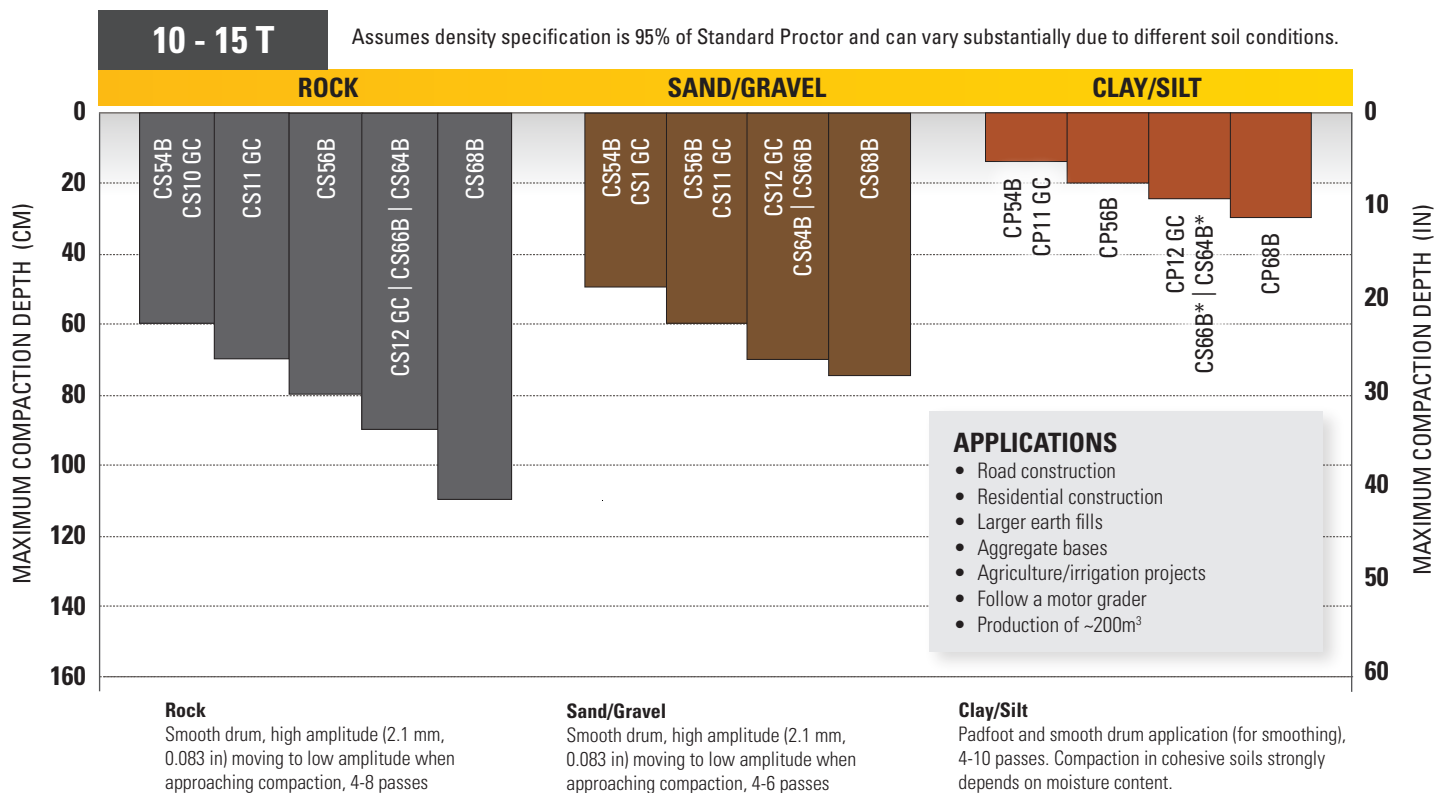 10 - 15 T
Assumes density specification is 95% of Standard Proctor and can vary substantially due to different soil conditions.
ROCK
SAND/GRAVEL
CLAY/SILT
MAXIMUM COMPACTION DEPTH (CM)
0
20
40
60
80
100
120
140
160
CS54B
CS10 GC
CS11 GC
CS56B
CS12 GC | CS66B | CS64B
CS68B
CS54B
CS1 GC
CS56B
CS11 GC
CS12 GC
CS64B | CS66B
CS68B
CP54B
CP11 GC
CP56B
CP12 GC
CS66B* | CS64B*
CP68B
0
10
20
30
40
50
60
MAXIMUM COMPACTION DEPTH (IN)
APPLICATIONS
• Road construction
• Residential construction
• Larger earth fills
• Aggregate bases
• Agriculture/irrigation projects
• Follow a motor grader
• Production of ~200m³
Rock
Smooth drum, high amplitude (2.1 mm,
0.083 in) moving to low amplitude when
approaching compaction, 4-8 passes
Sand/Gravel
Smooth drum, high amplitude (2.1 mm,
0.083 in) moving to low amplitude when
approaching compaction, 4-6 passes
Clay/Silt
Padfoot and smooth drum application (for smoothing),
4-10 passes. Compaction in cohesive soils strongly
depends on moisture content.